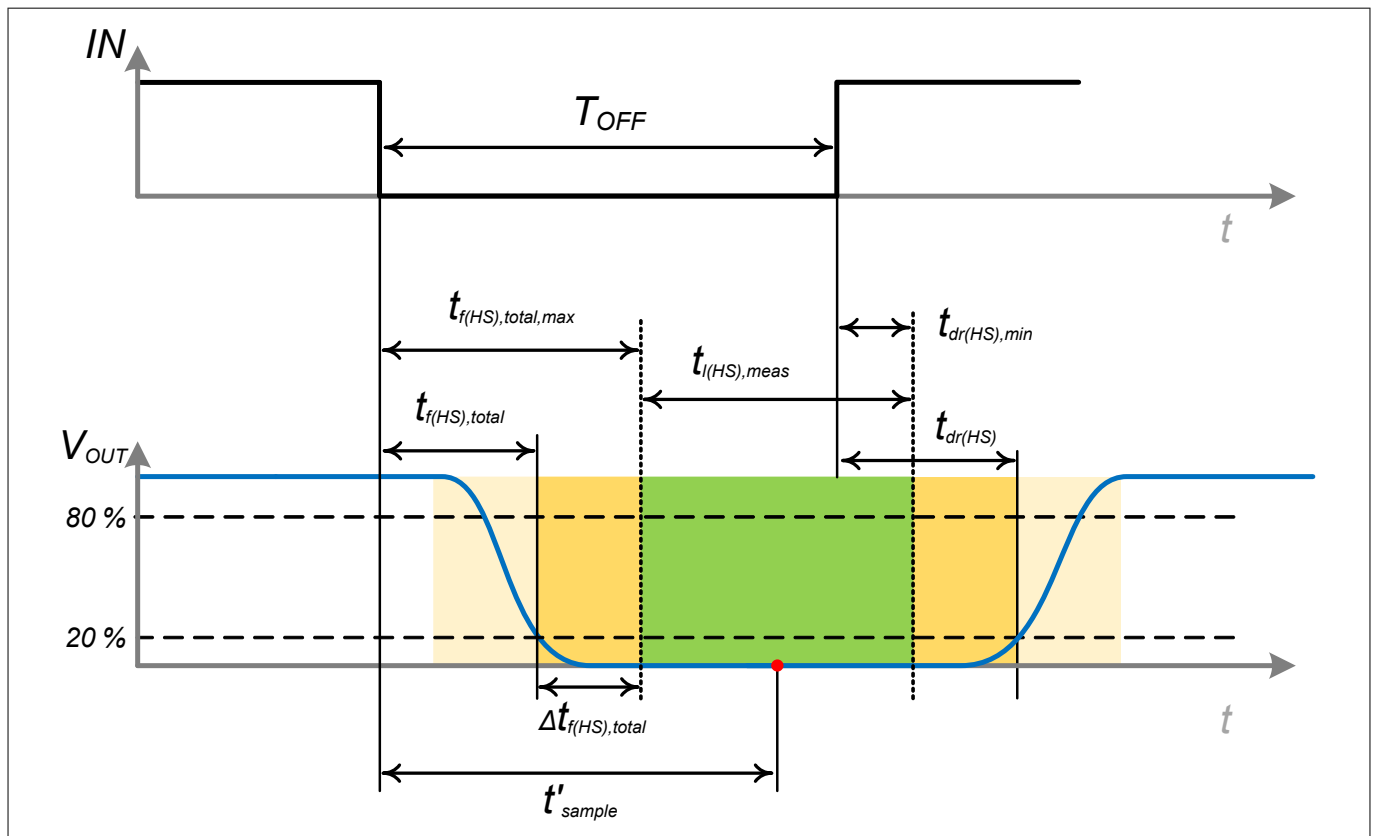 IN
T_OFF
t
t_f(HS),total,max
t_dr(HS),min
t_l(HS),meas
t_f(HS),total
t_dr(HS)
V_OUT
80 %
20 %
Δt_f(HS),total
t
t'_sample